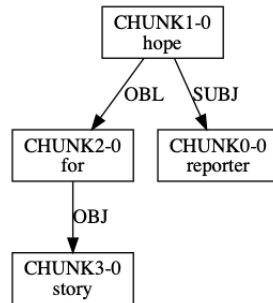 CHUNK1-0
hope
OBL
SUBJ
CHUNK2-0
for
CHUNK0-0
reporter
OBJ
CHUNK3-0
story